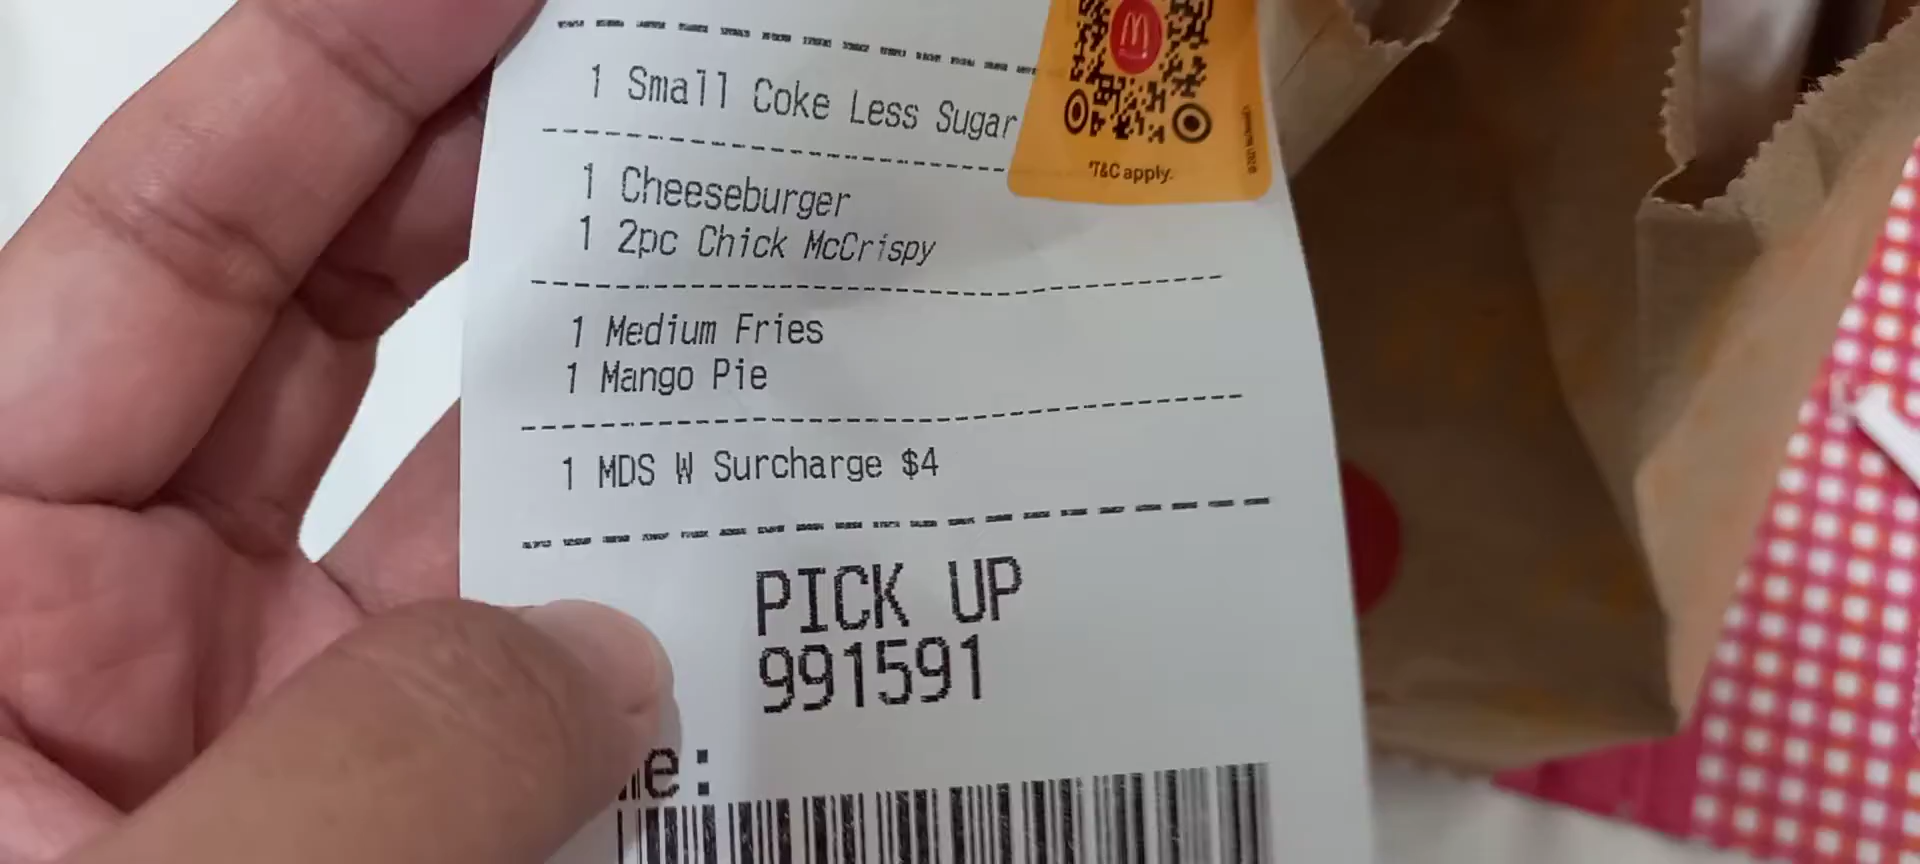 1 Small Coke Less Sugar
1 Cheeseburger
1 2pc Chick McCrispy
1 Medium Fries
1 Mango Pie
1 MDS W Surcharge $4
PICK UP
991591
e:
*T&C apply.